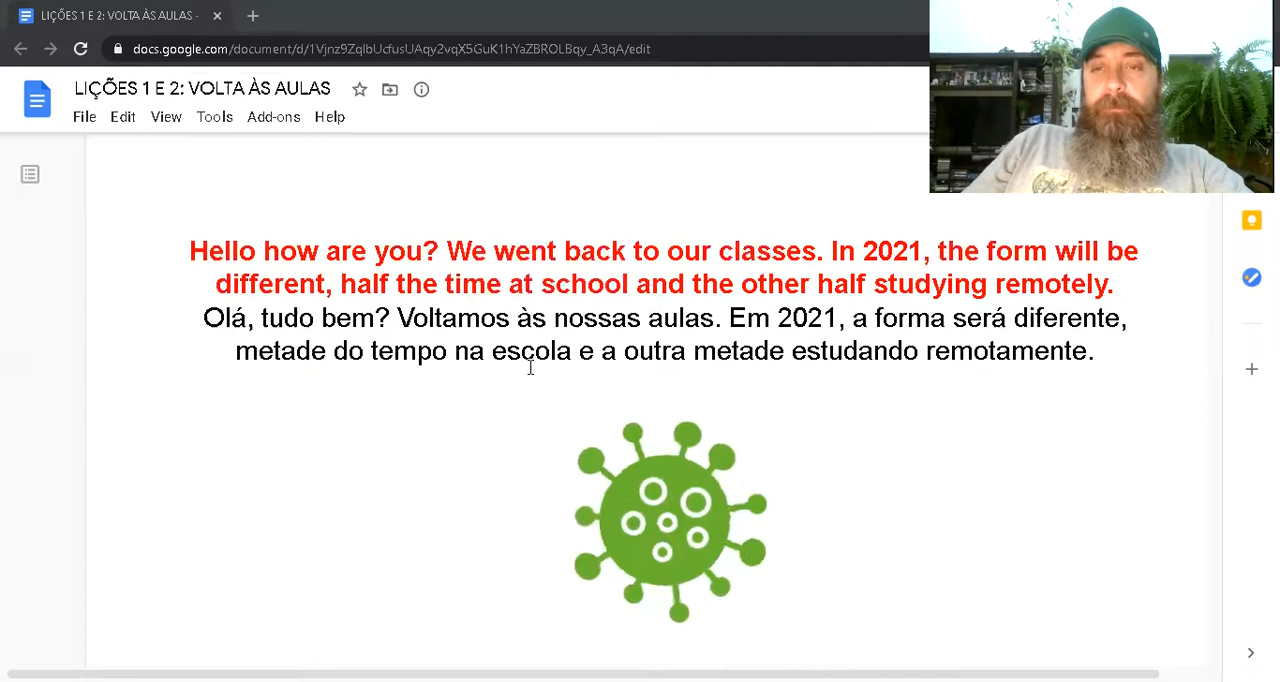 LIÇÕES 1 E 2: VOLTA ÀS AULAS -
docs.google.com/document/d/1Vjnz9ZqlbUcfusUAqy2vqX5GuK1hYaZBROLBqy_A3qA/edit
LIÇÕES 1 E 2: VOLTA ÀS AULAS
File Edit View Tools Add-ons Help
Hello how are you? We went back to our classes. In 2021, the form will be
different, half the time at school and the other half studying remotely.
Olá, tudo bem? Voltamos às nossas aulas. Em 2021, a forma será diferente,
metade do tempo na escola e a outra metade estudando remotamente.